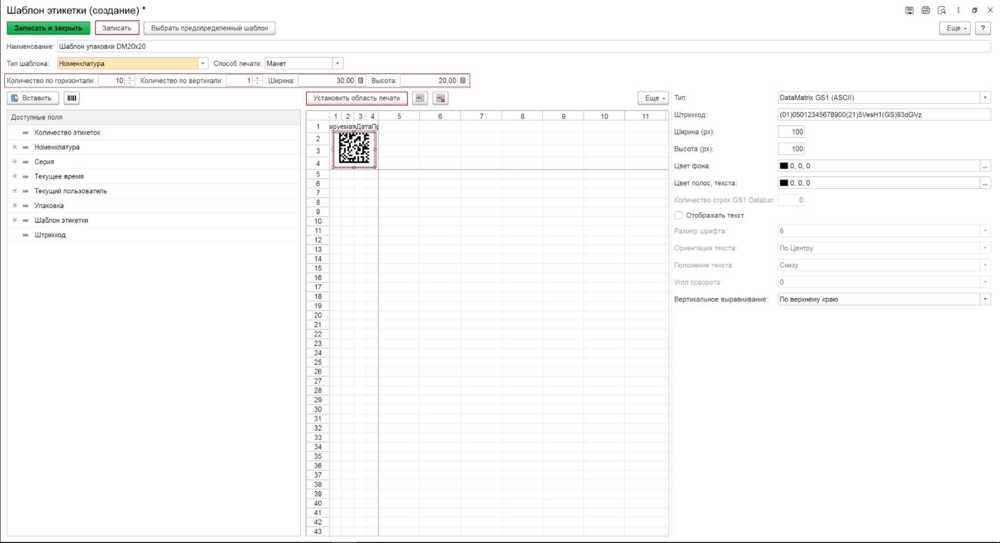 Шаблон этикетки (создание) *
Записать и закрыть Записать Выбрать предопределенный шаблон Еще ?
Наименование: Шаблон упаковки DM20x20
Тип шаблона: Номенклатура Способ печати: Макет
Количество по горизонтали: 10 Количество по вертикали: 1 Ширина: 30,00 Высота: 20,00
Вставить Установить область печати Еще
Доступные поля
Количество этикеток
Номенклатура
Серия
Текущее время
Текущий пользователь
Упаковка
Шаблон этикетки
Штрихкод
1 2 3 4 5 6 7 8 9 10 11
1 ируемаяДатаПр
2
3
4
5
6
7
8
9
10
11
12
13
14
15
16
17
18
19
20
21
22
23
24
25
26
27
28
29
30
31
32
33
34
35
36
37
38
39
40
41
42
43
Тип: DataMatrix GS1 (ASCII)
Штрихкод: (01)05012345678900(21)5VesH1(GS)93dGVz
Ширина (px): 100
Высота (px): 100
Цвет фона: 0, 0, 0 ...
Цвет полос, текста: 0, 0, 0 ...
Количество строк GS1 Databar: 0
Отображать текст
Размер шрифта: 6
Ориентация текста: По Центру
Положение текста: Снизу
Угол поворота: 0
Вертикальное выравнивание: По верхнему краю